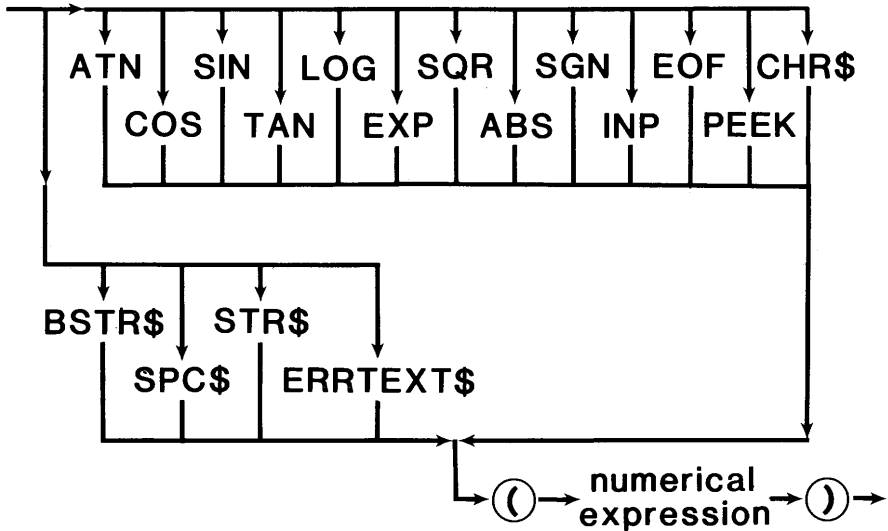 ATN SIN LOG SQR SGN EOF CHR$
COS TAN EXP ABS INP PEEK
BSTR$ STR$
SPC$ ERRTEXT$
( numerical )
expression